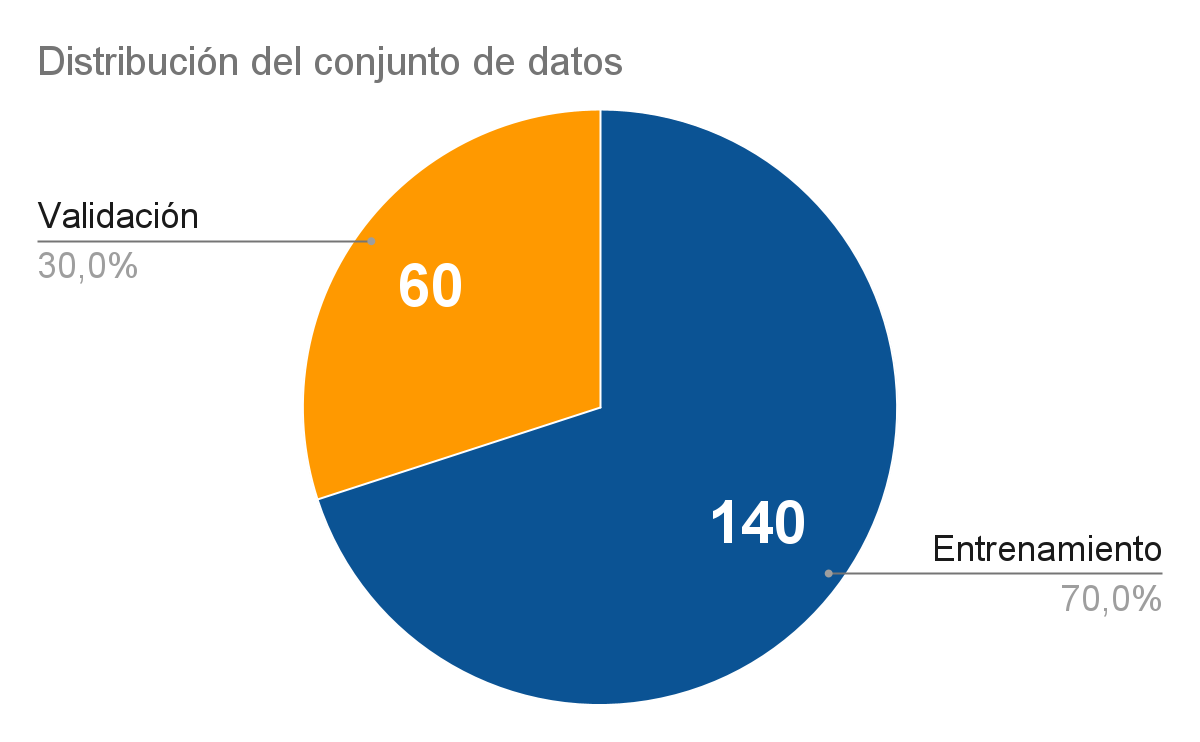 Distribución del conjunto de datos
Validación
30,0%
60
140
Entrenamiento
70,0%